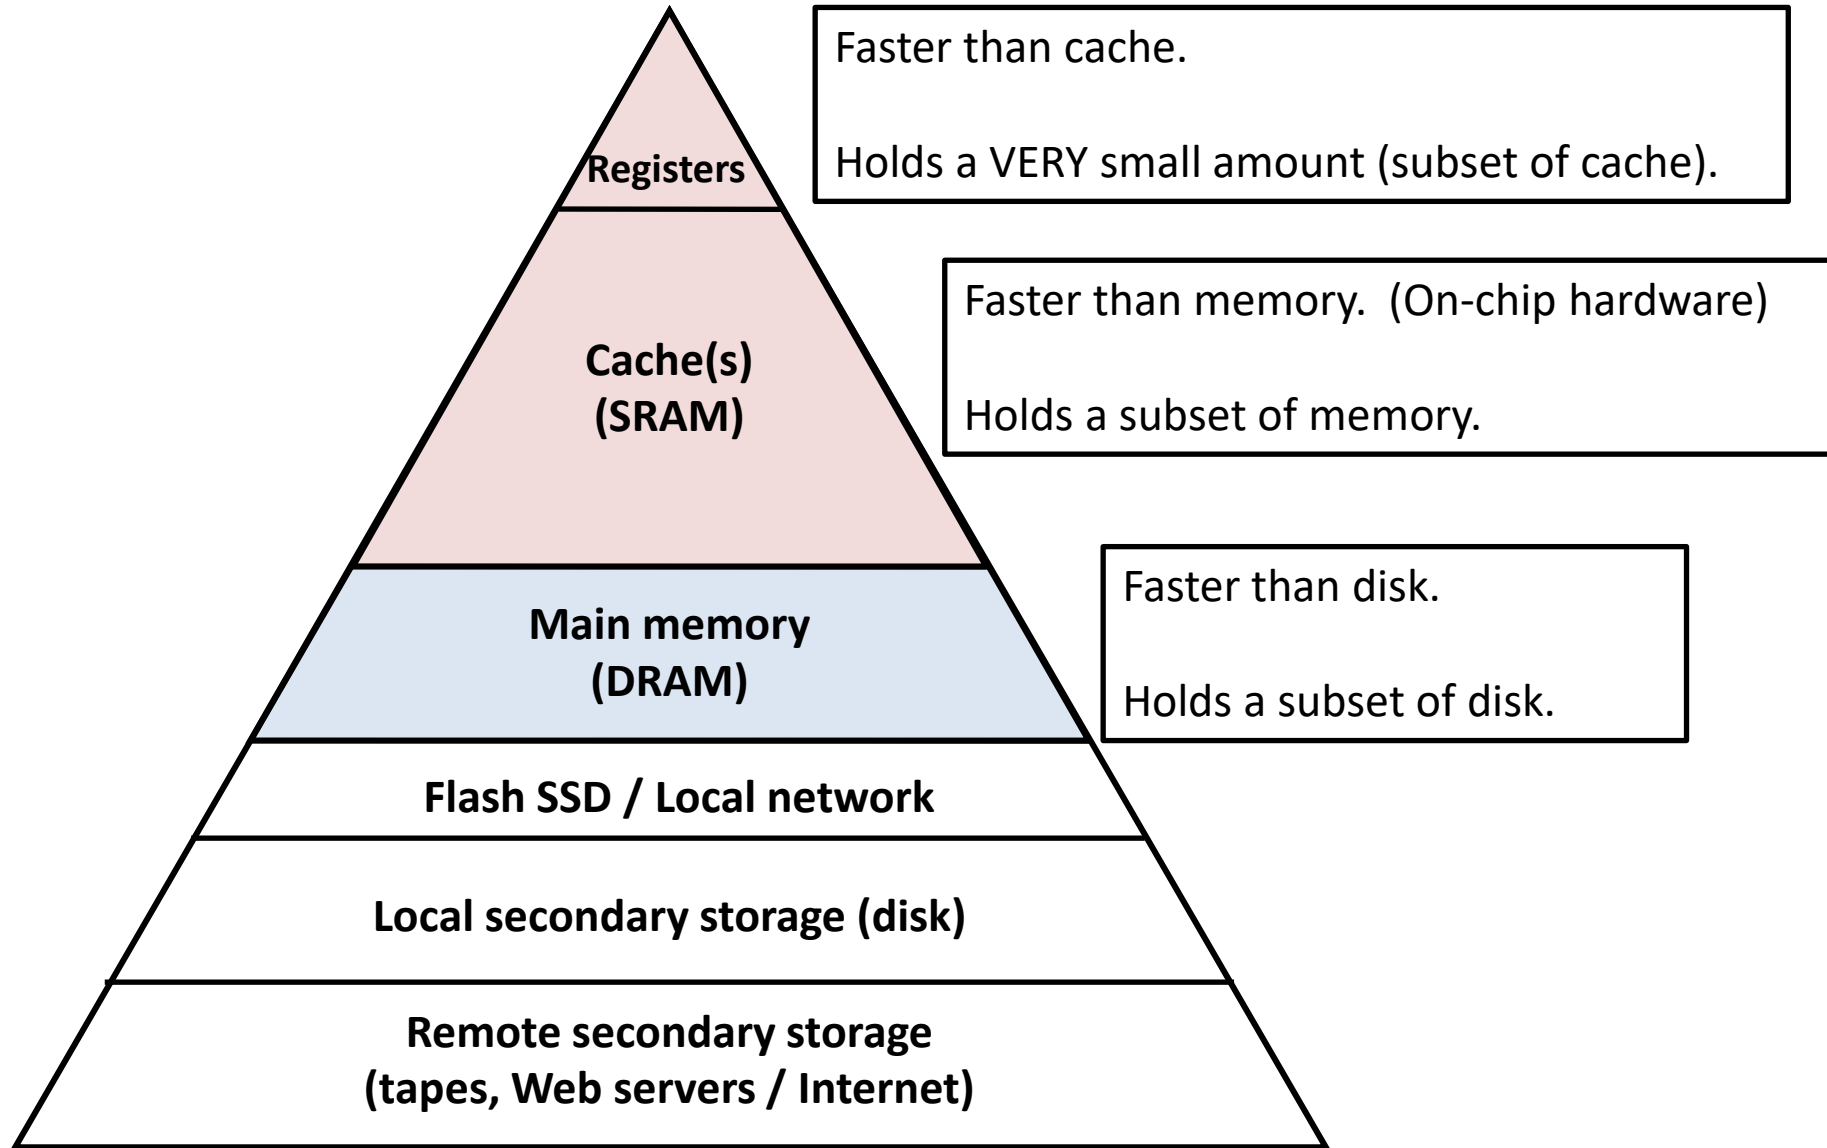 Faster than cache.
Holds a VERY small amount (subset of cache).
Registers
Faster than memory.  (On-chip hardware)
Holds a subset of memory.
Cache(s)
(SRAM)
Faster than disk.
Holds a subset of disk.
Main memory
(DRAM)
Flash SSD / Local network
Local secondary storage (disk)
Remote secondary storage
(tapes, Web servers / Internet)